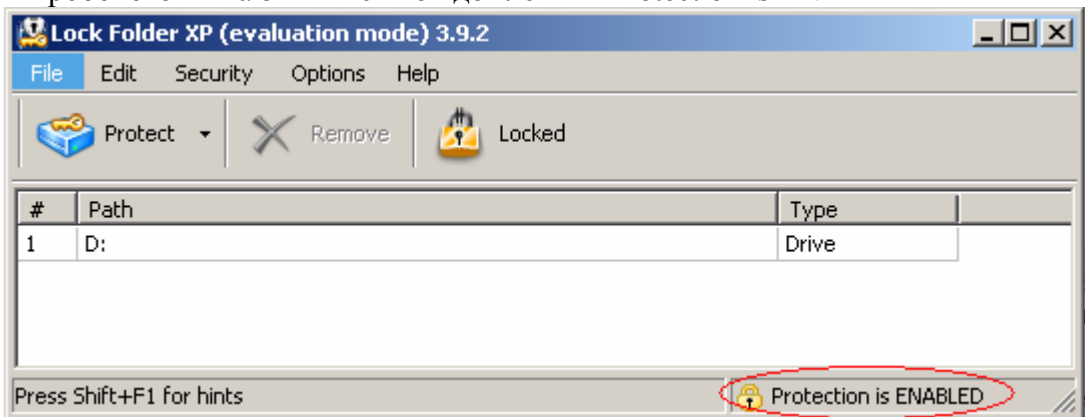 Lock Folder XP (evaluation mode) 3.9.2
File Edit Security Options Help
Protect Remove Locked
# Path Type
1 D: Drive
Press Shift+F1 for hints Protection is ENABLED